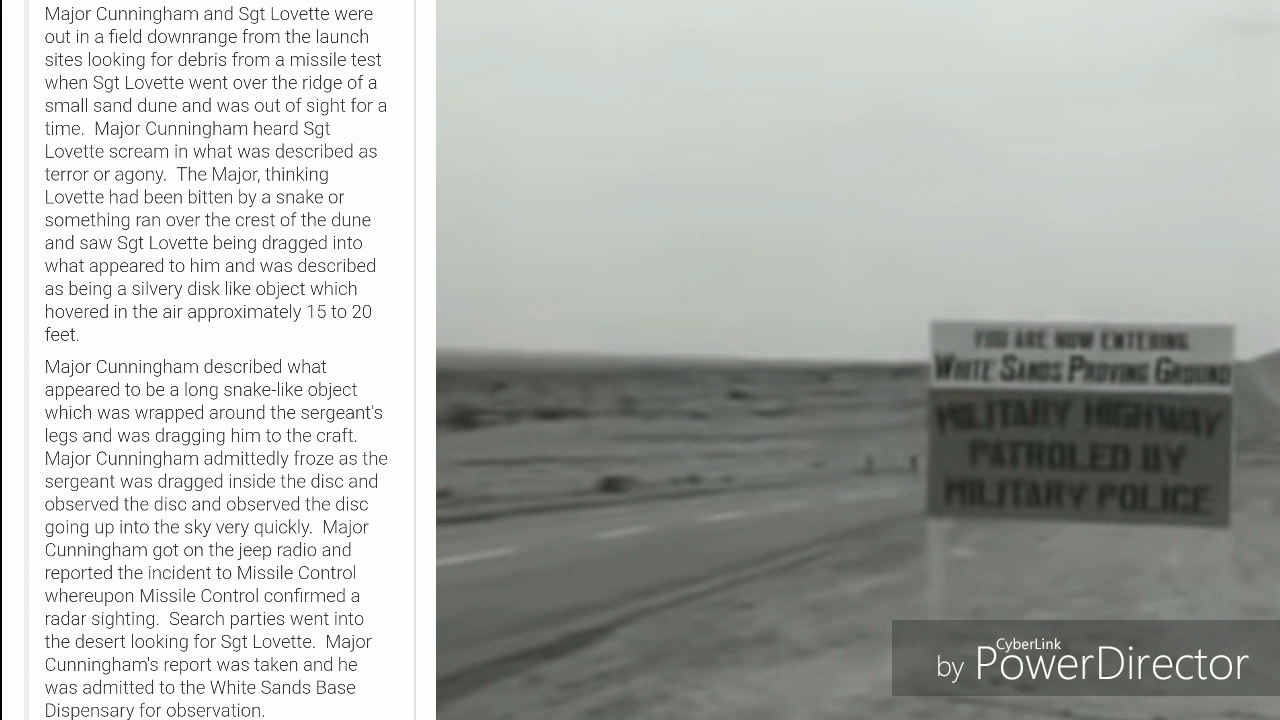 Major Cunningham and Sgt Lovette were
out in a field downrange from the launch
sites looking for debris from a missile test
when Sgt Lovette went over the ridge of a
small sand dune and was out of sight for a
time.  Major Cunningham heard Sgt
Lovette scream in what was described as
terror or agony.  The Major, thinking
Lovette had been bitten by a snake or
something ran over the crest of the dune
and saw Sgt Lovette being dragged into
what appeared to him and was described
as being a silvery disk like object which
hovered in the air approximately 15 to 20
feet.
Major Cunningham described what
appeared to be a long snake-like object
which was wrapped around the sergeant's
legs and was dragging him to the craft.
Major Cunningham admittedly froze as the
sergeant was dragged inside the disc and
observed the disc and observed the disc
going up into the sky very quickly.  Major
Cunningham got on the jeep radio and
reported the incident to Missile Control
whereupon Missile Control confirmed a
radar sighting.  Search parties went into
the desert looking for Sgt Lovette.  Major
Cunningham's report was taken and he
was admitted to the White Sands Base
Dispensary for observation.
YOU ARE NOW ENTERING
WHITE SANDS PROVING GROUND
MILITARY HIGHWAY
PATROLED BY
MILITARY POLICE
by CyberLink PowerDirector